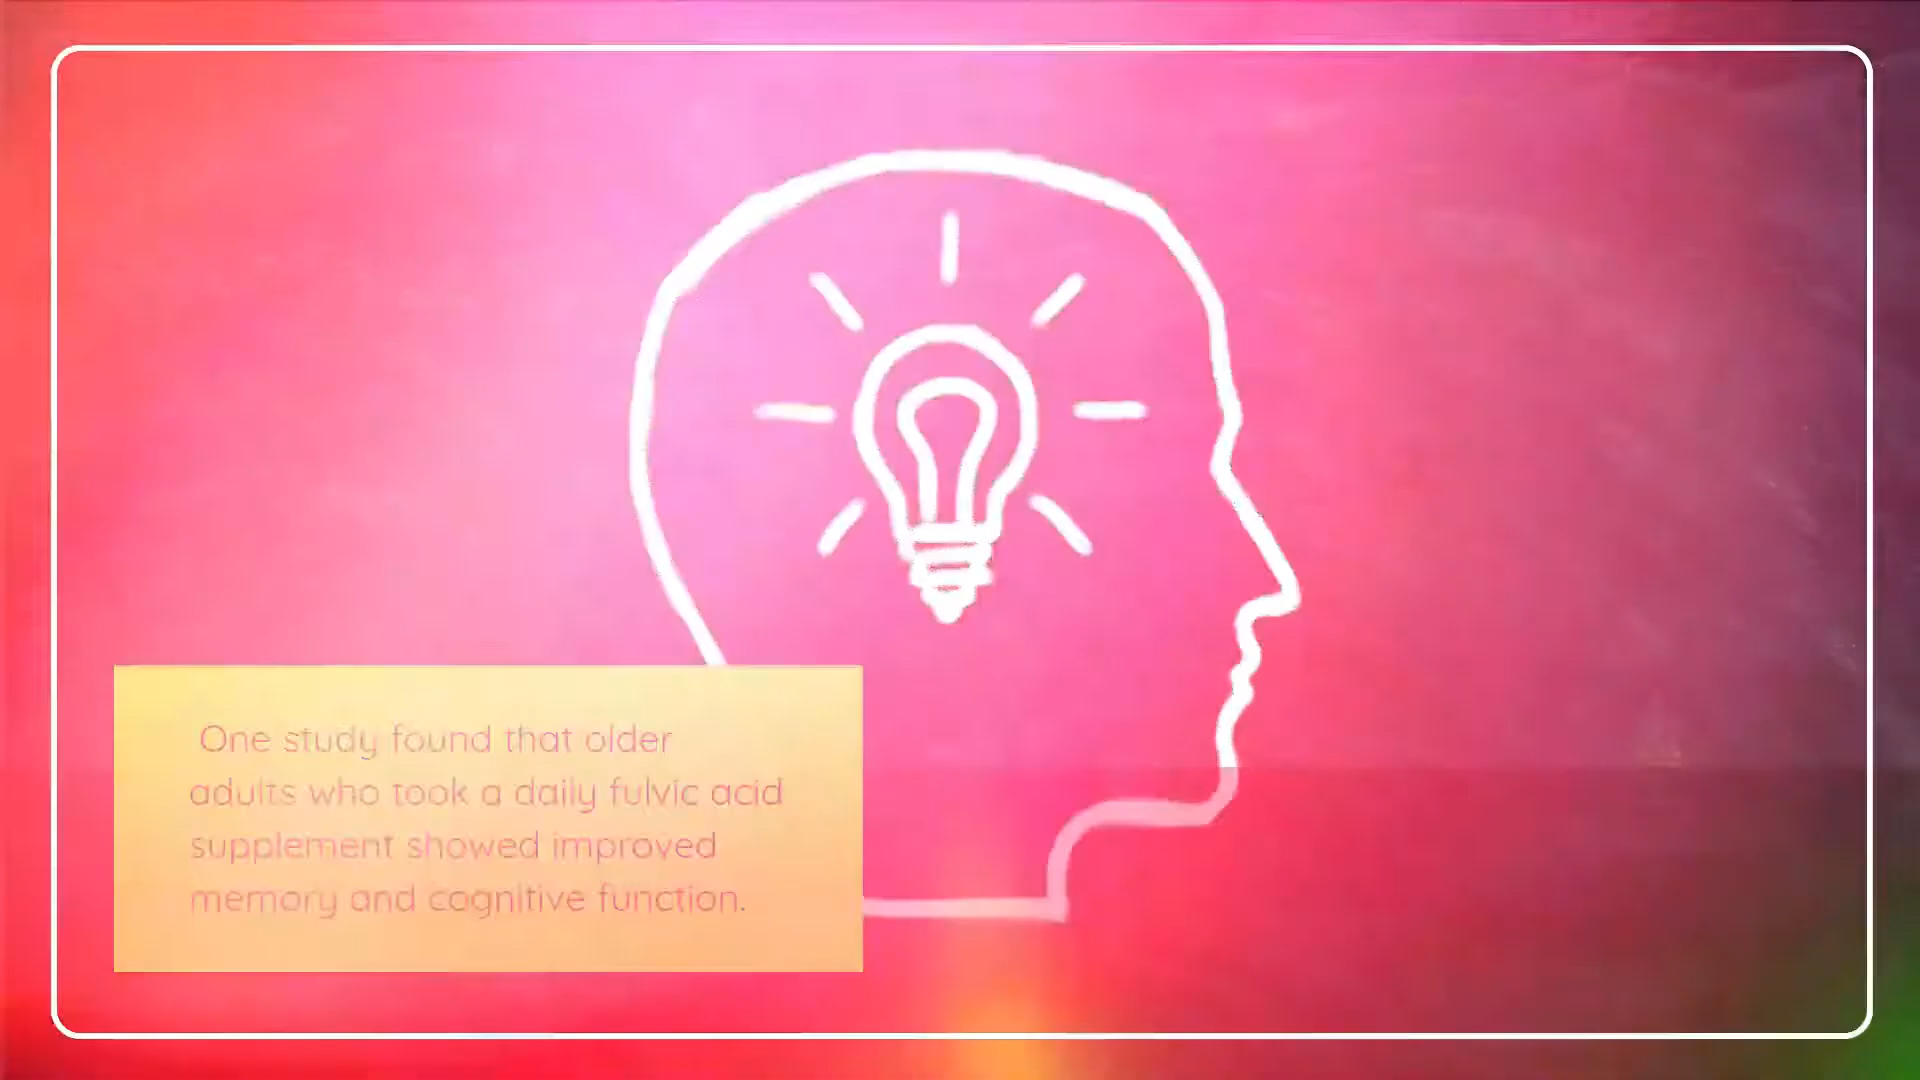 One study found that older
adults who took a daily fulvic acid
supplement showed improved
memory and cognitive function.